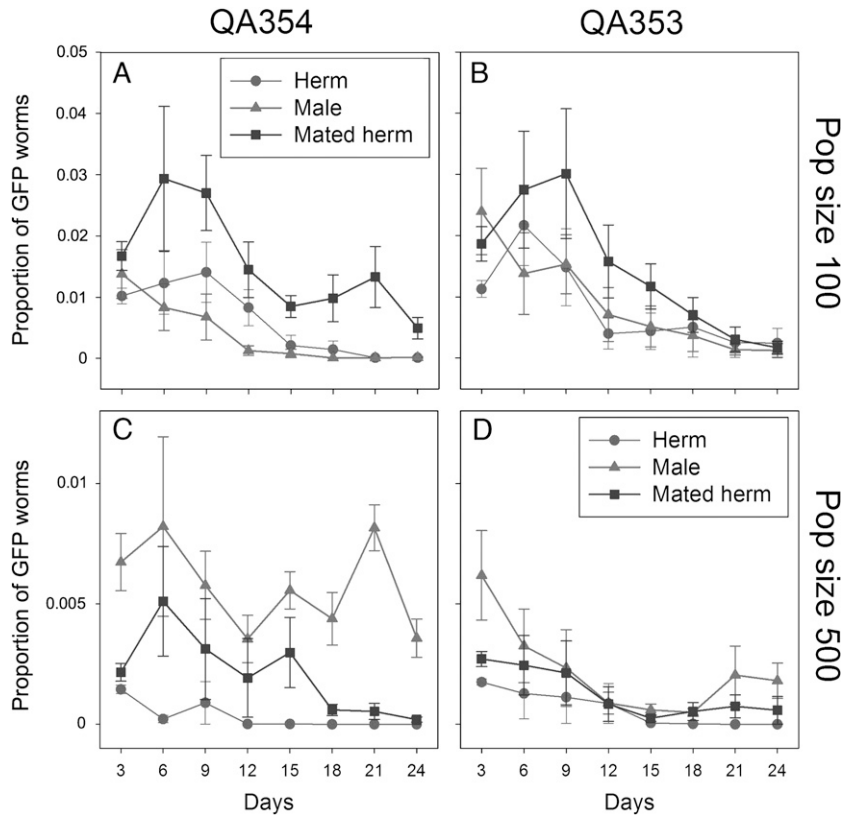 QA354
QA353
A
B
Herm
Male
Mated herm
0.05
0.04
0.03
0.02
0.01
0
Proportion of GFP worms
Pop size 100
C
D
Herm
Male
Mated herm
0.01
0.005
0
Proportion of GFP worms
Pop size 500
3 6 9 12 15 18 21 24
3 6 9 12 15 18 21 24
Days
Days